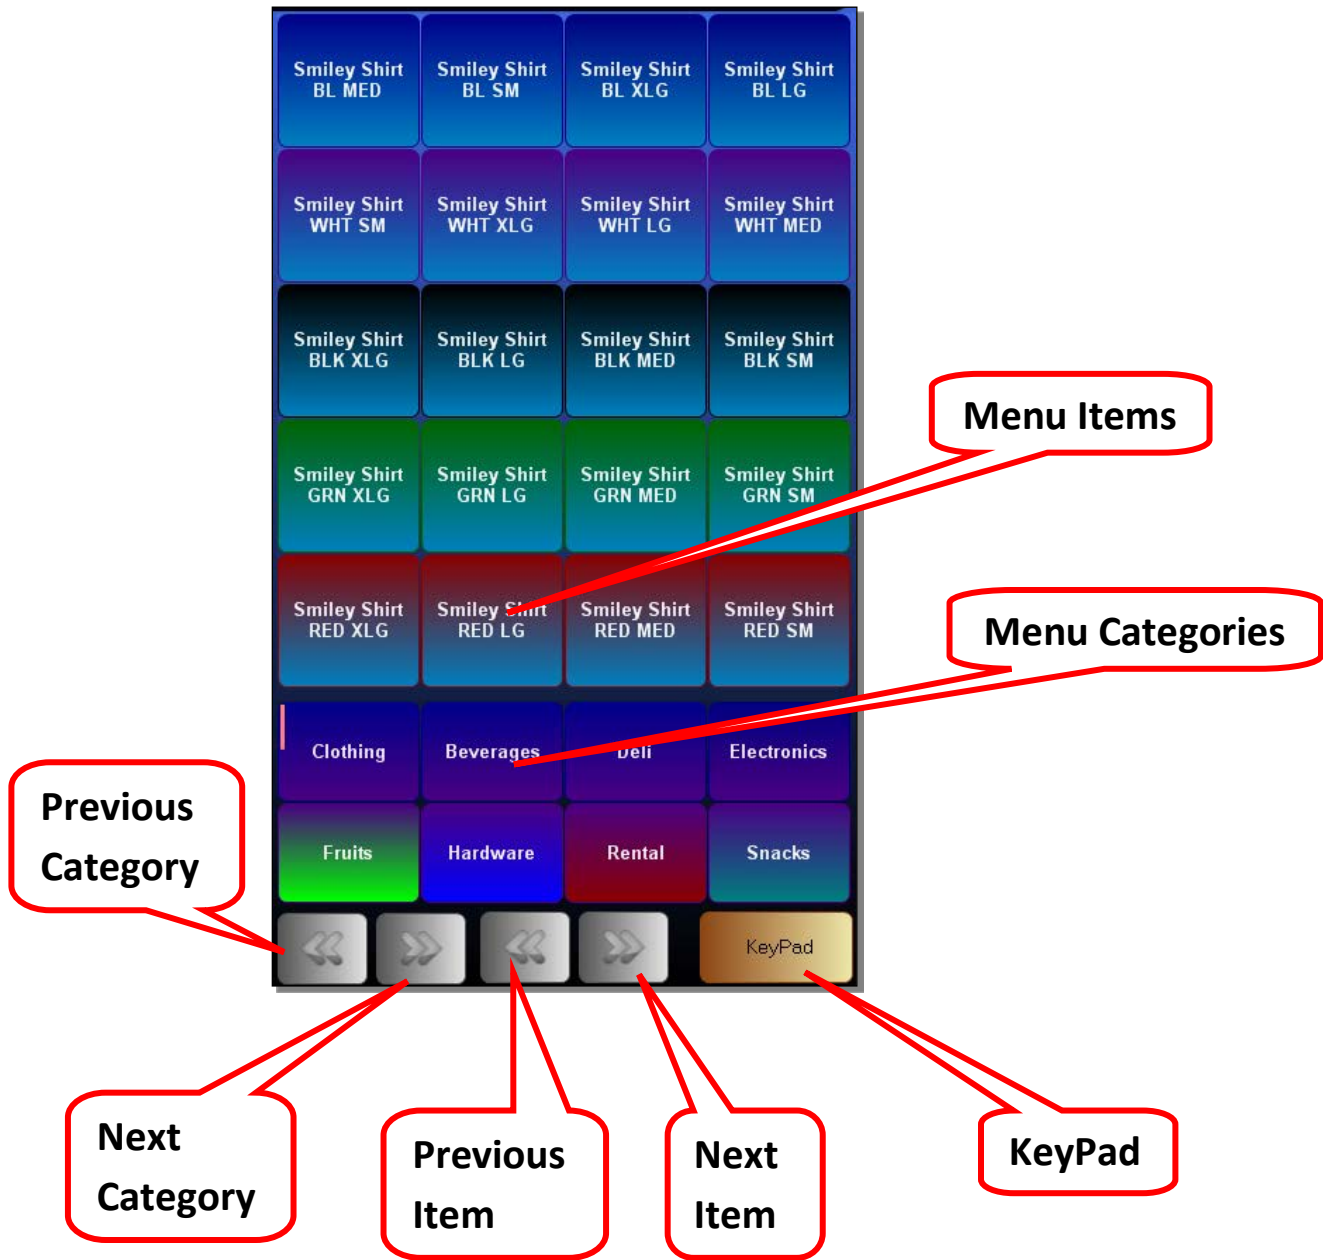 Smiley Shirt
BL MED
Smiley Shirt
BL SM
Smiley Shirt
BL XLG
Smiley Shirt
BL LG
Smiley Shirt
WHT SM
Smiley Shirt
WHT XLG
Smiley Shirt
WHT LG
Smiley Shirt
WHT MED
Smiley Shirt
BLK XLG
Smiley Shirt
BLK LG
Smiley Shirt
BLK MED
Smiley Shirt
BLK SM
Menu Items
Smiley Shirt
GRN XLG
Smiley Shirt
GRN LG
Smiley Shirt
GRN MED
Smiley Shirt
GRN SM
Smiley Shirt
RED XLG
Smiley Shirt
RED LG
Smiley Shirt
RED MED
Smiley Shirt
RED SM
Menu Categories
Clothing
Beverages
Deli
Electronics
Previous
Category
Fruits
Hardware
Rental
Snacks
KeyPad
Next
Category
Previous
Item
Next
Item
KeyPad